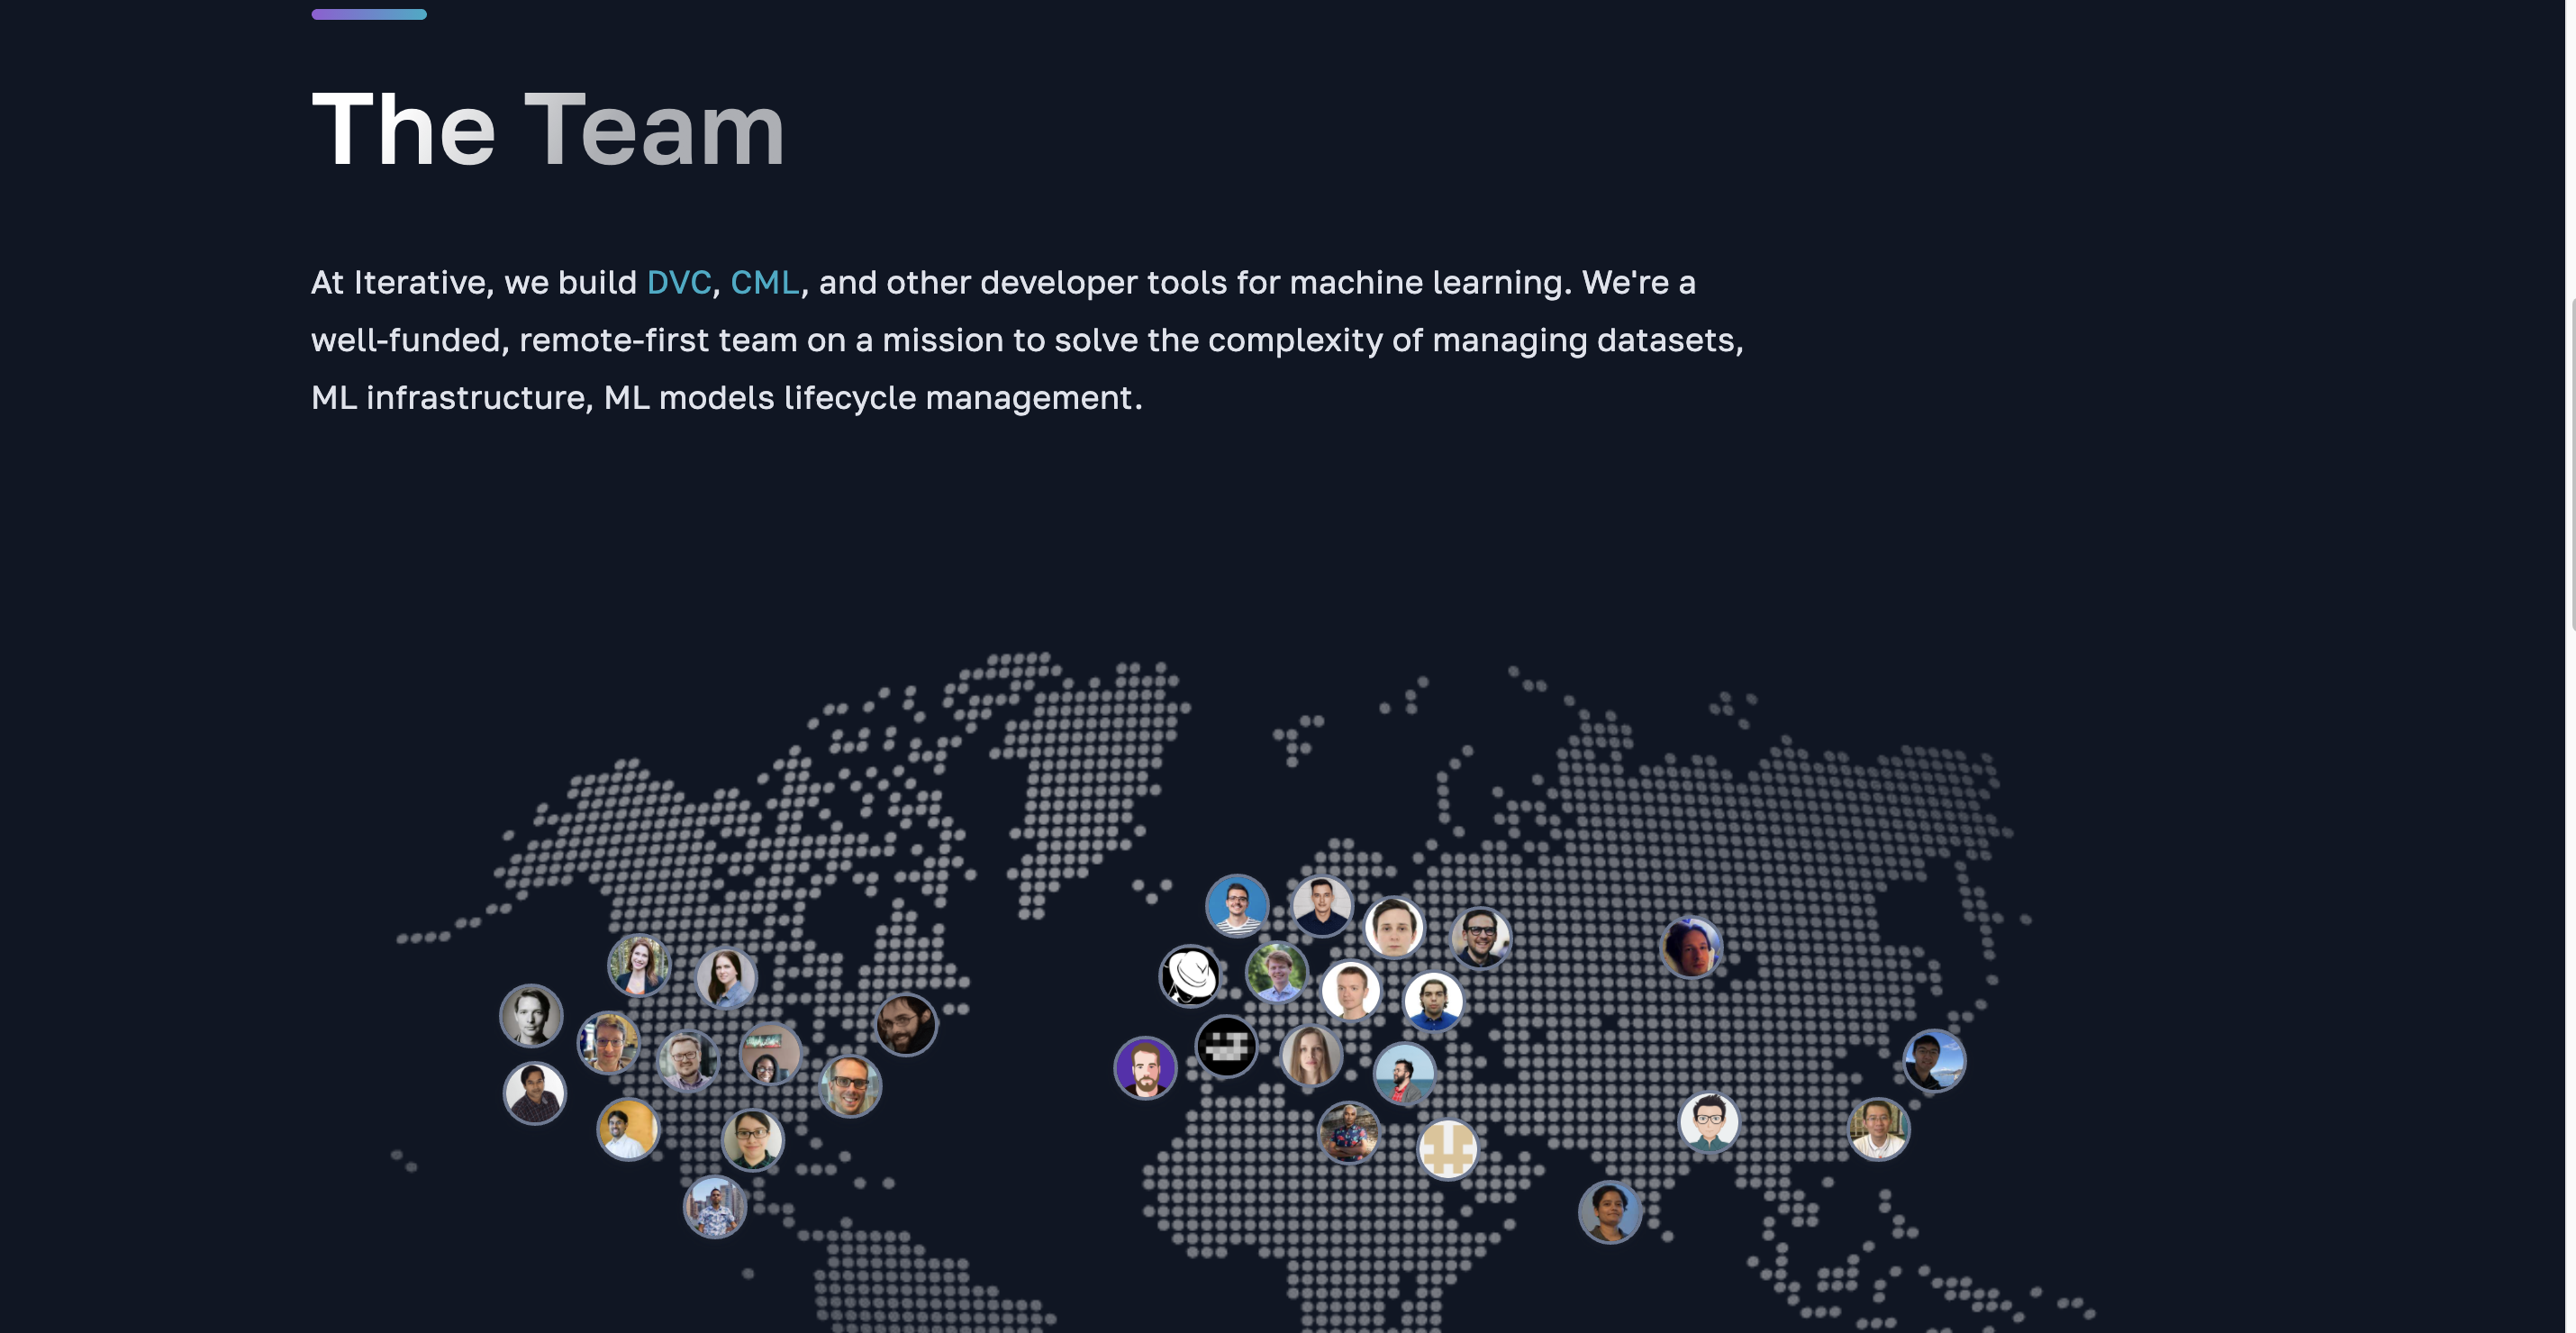 The Team
At Iterative, we build DVC, CML, and other developer tools for machine learning. We're a
well-funded, remote-first team on a mission to solve the complexity of managing datasets,
ML infrastructure, ML models lifecycle management.